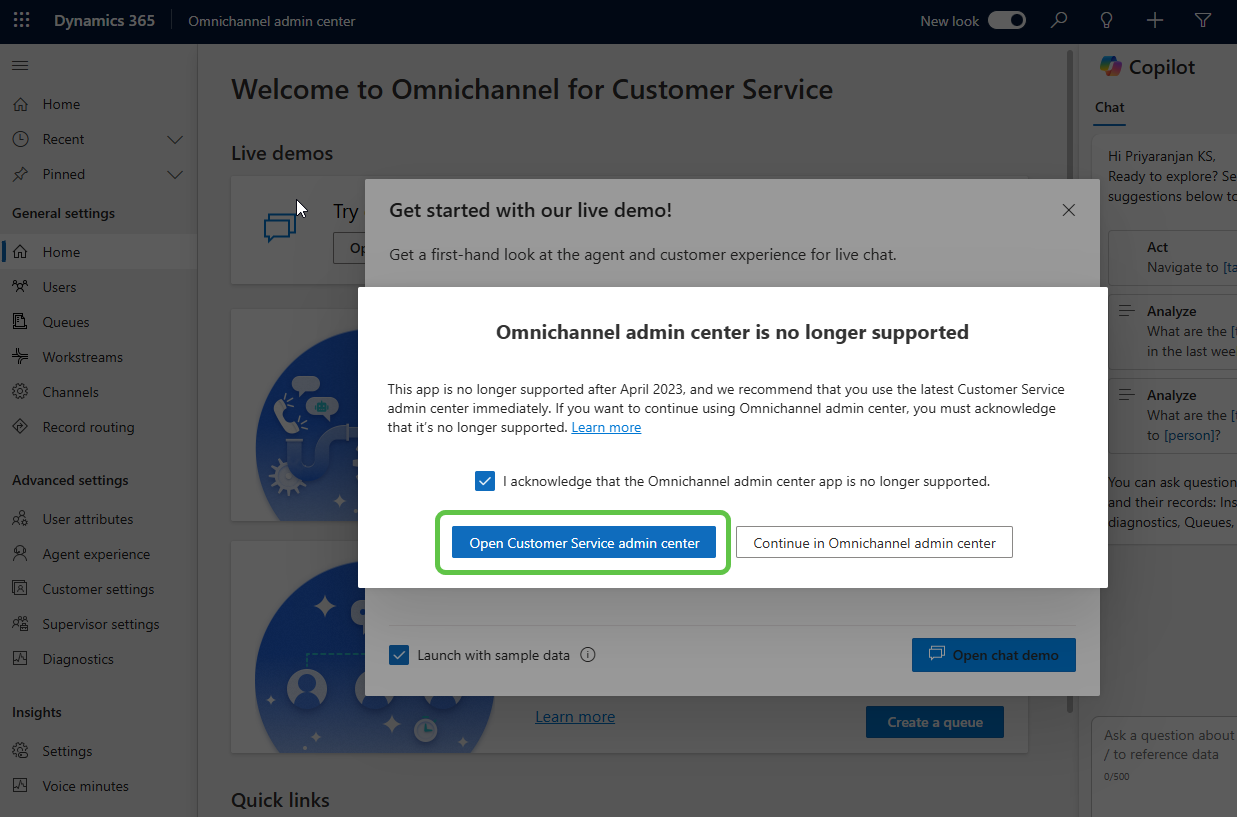 Dynamics 365
Omnichannel admin center
New look
Home
Recent
Pinned
General settings
Home
Users
Queues
Workstreams
Channels
Record routing
Advanced settings
User attributes
Agent experience
Customer settings
Supervisor settings
Diagnostics
Insights
Settings
Voice minutes
Welcome to Omnichannel for Customer Service
Live demos
Try
Op
Get started with our live demo!
Get a first-hand look at the agent and customer experience for live chat.
Omnichannel admin center is no longer supported
This app is no longer supported after April 2023, and we recommend that you use the latest Customer Service
admin center immediately. If you want to continue using Omnichannel admin center, you must acknowledge
that it's no longer supported. Learn more
I acknowledge that the Omnichannel admin center app is no longer supported.
Open Customer Service admin center
Continue in Omnichannel admin center
Launch with sample data
Open chat demo
Learn more
Create a queue
Quick links
Copilot
Chat
Hi Priyaranjan KS,
Ready to explore? Se
suggestions below to
Act
Navigate to [ta
Analyze
What are the [
in the last wee
Analyze
What are the [
to [person]?
You can ask question
and their records: Ins
diagnostics, Queues,
Ask a question about
/ to reference data
0/500